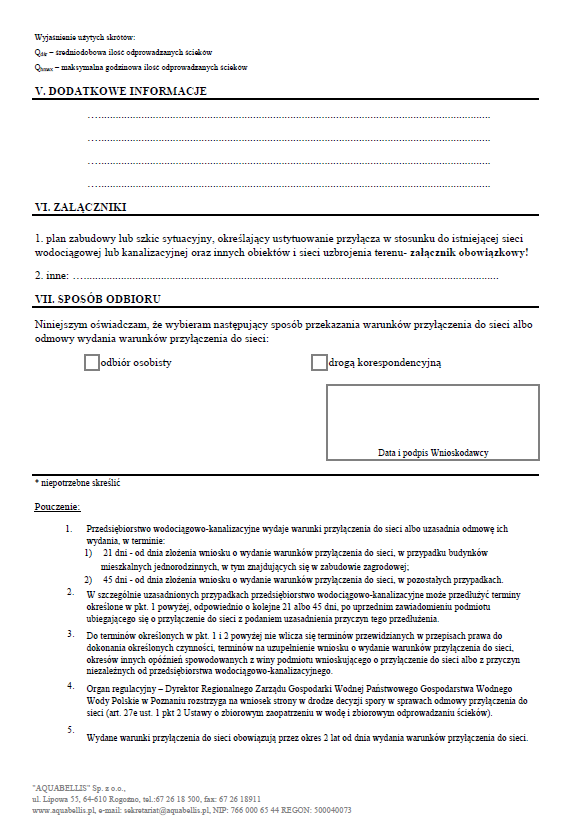 Wyjaśnienie użytych skrótów:
Qdśr – średniodobowa ilość odprowadzanych ścieków
Qhmax – maksymalna godzinowa ilość odprowadzanych ścieków
V. DODATKOWE INFORMACJE
…..............................................................................................................................
…..............................................................................................................................
…..............................................................................................................................
…..............................................................................................................................
VI. ZAŁĄCZNIKI
1. plan zabudowy lub szkic sytuacyjny, określający ustytuowanie przyłącza w stosunku do istniejącej sieci
wodociągowej lub kanalizacyjnej oraz innych obiektów i sieci uzbrojenia terenu- załącznik obowiązkowy!
2. inne: …..............................................................................................................................
VII. SPOSÓB ODBIORU
Niniejszym oświadczam, że wybieram następujący sposób przekazania warunków przyłączenia do sieci albo
odmowy wydania warunków przyłączenia do sieci:
odbiór osobisty drogą korespondencyjną
Data i podpis Wnioskodawcy
* niepotrzebne skreślić
Pouczenie:
1. Przedsiębiorstwo wodociągowo-kanalizacyjne wydaje warunki przyłączenia do sieci albo uzasadnia odmowę ich
wydania, w terminie:
1) 21 dni - od dnia złożenia wniosku o wydanie warunków przyłączenia do sieci, w przypadku budynków
mieszkalnych jednorodzinnych, w tym znajdujących się w zabudowie zagrodowej;
2) 45 dni - od dnia złożenia wniosku o wydanie warunków przyłączenia do sieci, w pozostałych przypadkach.
2. W szczególnie uzasadnionych przypadkach przedsiębiorstwo wodociągowo-kanalizacyjne może przedłużyć terminy
określone w pkt. 1 powyżej, odpowiednio o kolejne 21 albo 45 dni, po uprzednim zawiadomieniu podmiotu
ubiegającego się o przyłączenie do sieci z podaniem uzasadnienia przyczyn tego przedłużenia.
3. Do terminów określonych w pkt. 1 i 2 powyżej nie wlicza się terminów przewidzianych w przepisach prawa do
dokonania określonych czynności, terminów na uzupełnienie wniosku o wydanie warunków przyłączenia do sieci,
okresów innych opóźnień spowodowanych z winy podmiotu wnioskującego o przyłączenie do sieci albo z przyczyn
niezależnych od przedsiębiorstwa wodociągowo-kanalizacyjnego.
4. Organ regulacyjny – Dyrektor Regionalnego Zarządu Gospodarki Wodnej Państwowego Gospodarstwa Wodnego
Wody Polskie w Poznaniu rozstrzyga na wniosek strony w drodze decyzji spory w sprawach odmowy przyłączenia do
sieci (art. 27e ust. 1 pkt 2 Ustawy o zbiorowym zaopatrzeniu w wodę i zbiorowym odprowadzaniu ścieków).
5. Wydane warunki przyłączenia do sieci obowiązują przez okres 2 lat od dnia wydania warunków przyłączenia do sieci.
"AQUABELLIS" Sp. z o.o.,
ul. Lipowa 55, 64-610 Rogoźno, tel.:67 26 18 500, fax: 67 26 18911
www.aquabellis.pl, e-mail: sekretariat@aquabellis.pl, NIP: 766 000 65 44 REGON: 500040073